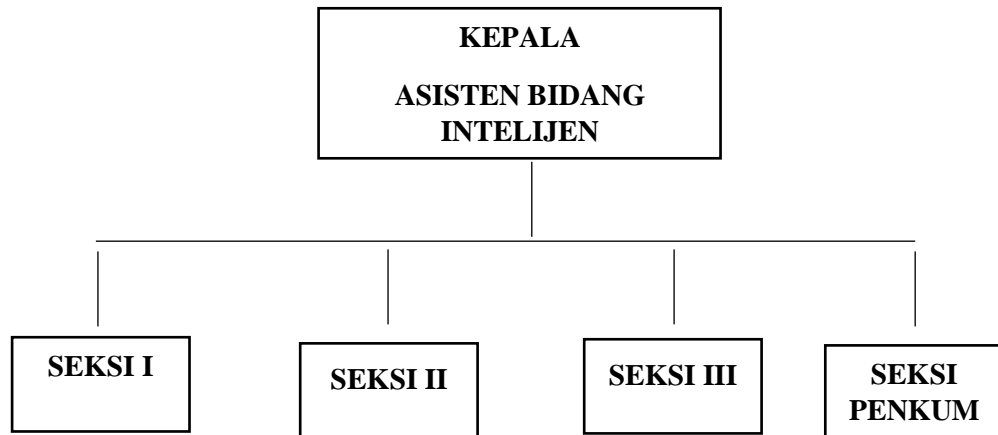 KEPALA
ASISTEN BIDANG
INTELIJEN
SEKSI I
SEKSI II
SEKSI III
SEKSI
PENKUM